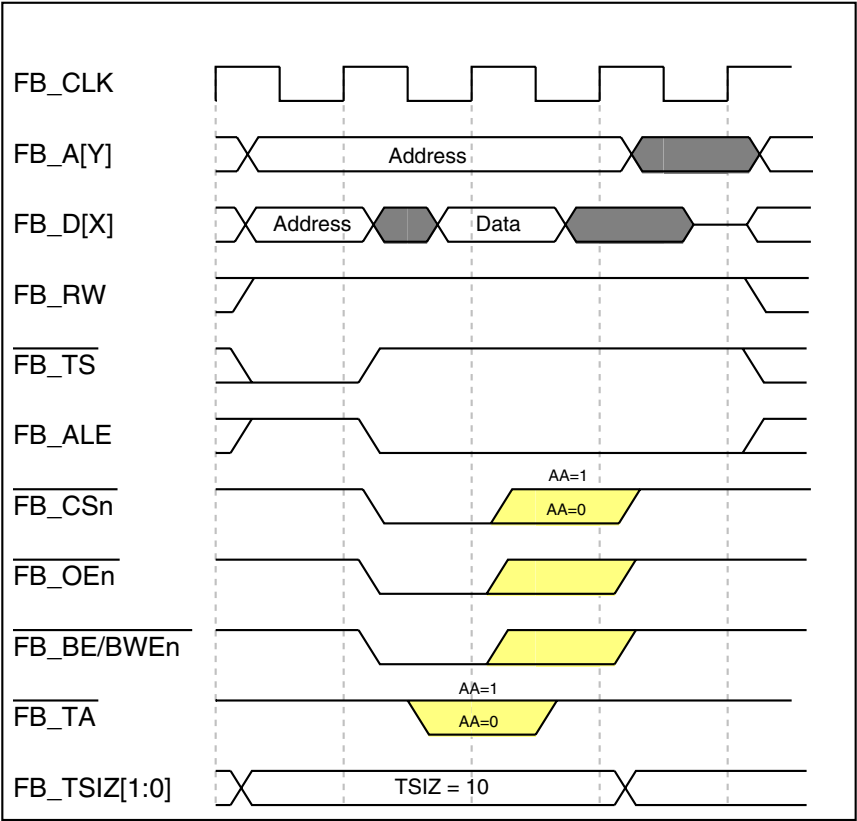 FB_CLK
FB_A[Y]
Address
FB_D[X]
Address
Data
FB_RW
FB_TS
FB_ALE
AA=1
FB_CSn
AA=0
FB_OEn
FB_BE/BWEn
AA=1
FB_TA
AA=0
FB_TSIZ[1:0]
TSIZ = 10